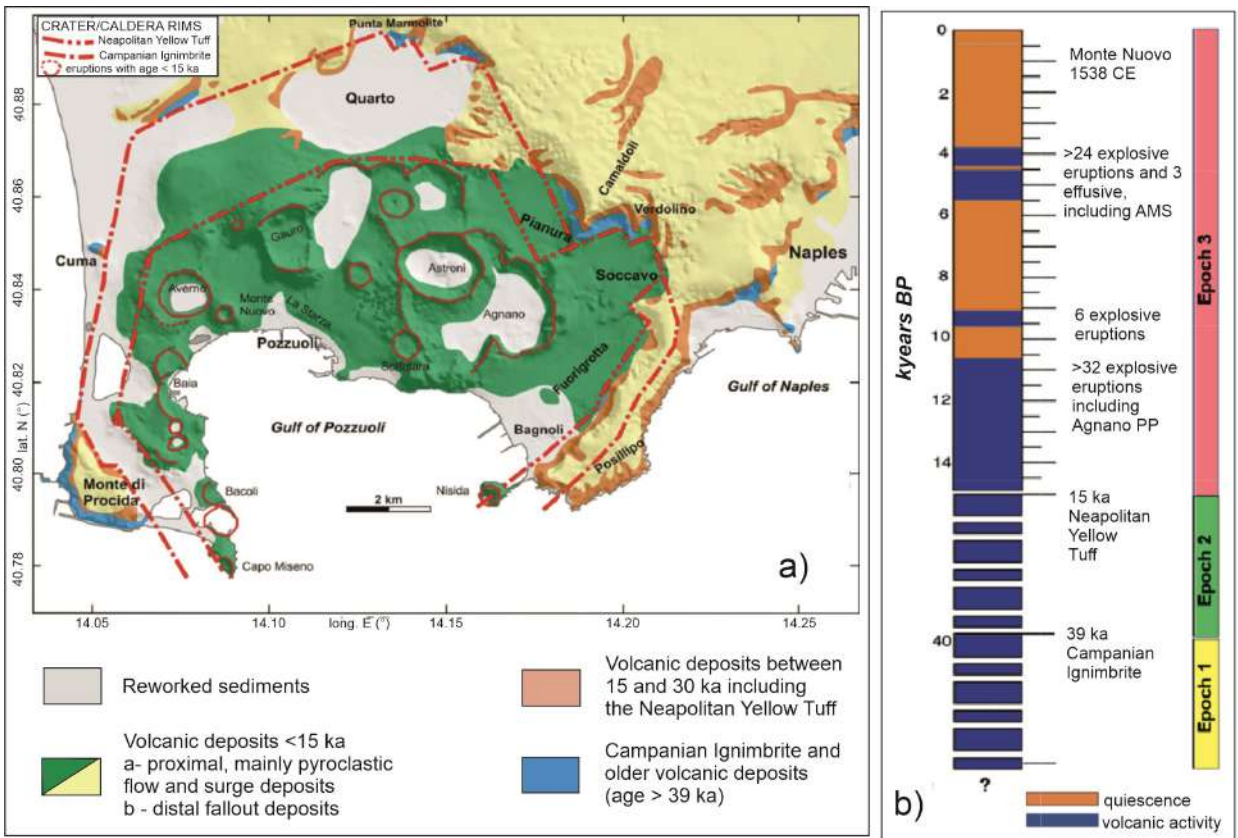 CRATER/CALDERA RIMS
Neapolitan Yellow Tuff
Campanian Ignimbrite
eruptions with age < 15 ka
Punta Marmolite
Quarto
Camaldoli
Verdolino
Pianura
Naples
Cuma
Gauro
Astroni
Soccavo
Averno
Monte
Nuovo
La Starza
Agnano
Pozzuoli
Solfatara
Fuorigrotta
Baia
Gulf of Naples
Gulf of Pozzuoli
Bagnoli
Posillipo
Monte di
Procida
Bacoli
Nisida
2 km
Capo Miseno
a)
40.88
40.86
40.84
40.82
40.80
40.78
lat. N (°)
14.05
14.10
14.15
14.20
14.25
long. E (°)
Reworked sediments
Volcanic deposits <15 ka
a- proximal, mainly pyroclastic
flow and surge deposits
b - distal fallout deposits
Volcanic deposits between
15 and 30 ka including
the Neapolitan Yellow Tuff
Campanian Ignimbrite and
older volcanic deposits
(age > 39 ka)
kyears BP
0
2
4
6
8
10
12
14
40
?
Monte Nuovo
1538 CE
>24 explosive
eruptions and 3
effusive,
including AMS
6 explosive
eruptions
>32 explosive
eruptions
including
Agnano PP
15 ka
Neapolitan
Yellow
Tuff
39 ka
Campanian
Ignimbrite
Epoch 3
Epoch 2
Epoch 1
b)
quiescence
volcanic activity